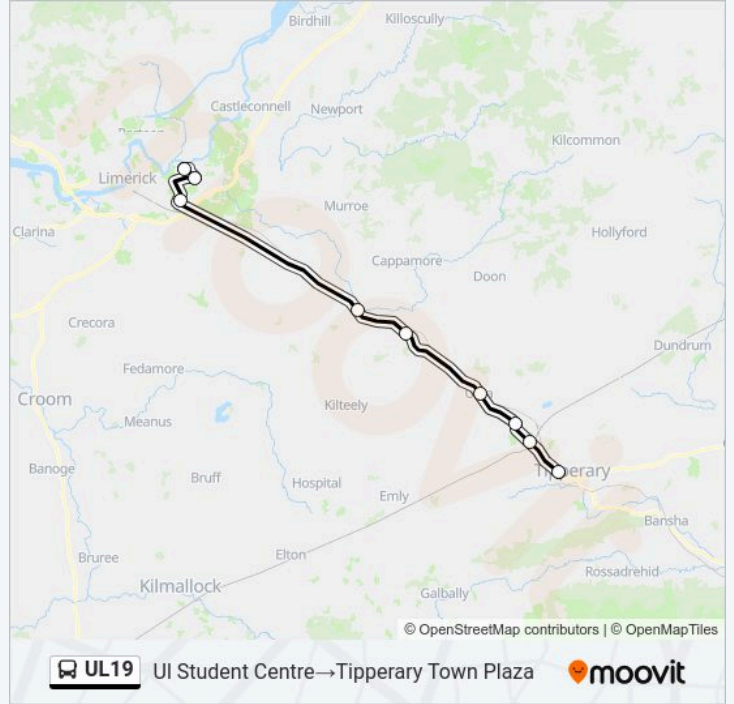 Birdhill
Killoscully
Castleconnell
Newport
Kilcommon
Limerick
Murroe
Clarina
Hollyford
Cappamore
Doon
Crecora
Dundrum
Fedamore
Croom
Kilteely
Meanus
Tipperary
Banoge
Bruff
Hospital
Emly
Bansha
Elton
Bruree
Rossadrehid
Kilmallock
Galbally
© OpenStreetMap contributors | © OpenMapTiles
UL19
Ul Student Centre→Tipperary Town Plaza
moovit